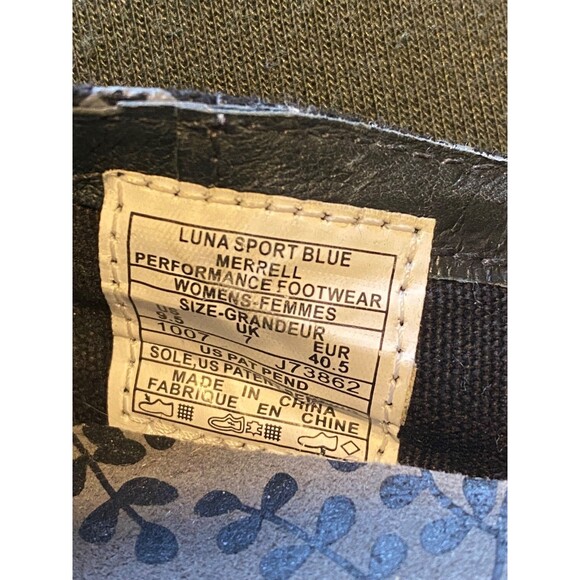 LUNA SPORT BLUE
MERRELL
PERFORMANCE FOOTWEAR
WOMENS-FEMMES
SIZE-GRANDEUR
US UK EUR
9.5 7 40.5
1007 J73862
US PAT PEND
SOLE,US PATEN
MADE IN CHINA
FABRIQUE EN CHINE